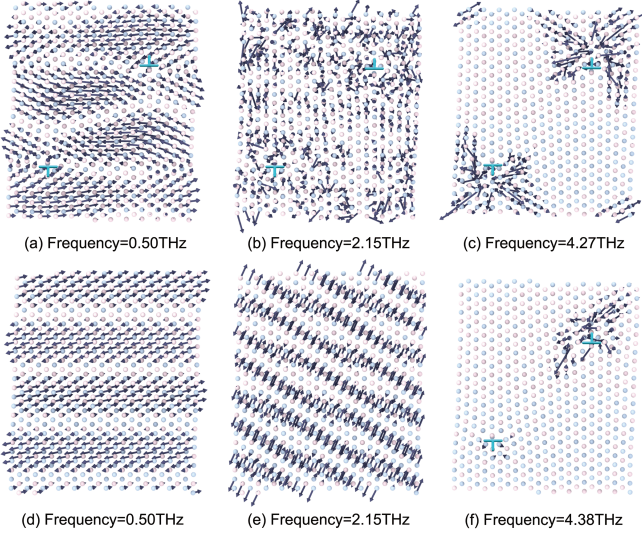 (a) Frequency=0.50THz
(b) Frequency=2.15THz
(c) Frequency=4.27THz
(d) Frequency=0.50THz
(e) Frequency=2.15THz
(f) Frequency=4.38THz